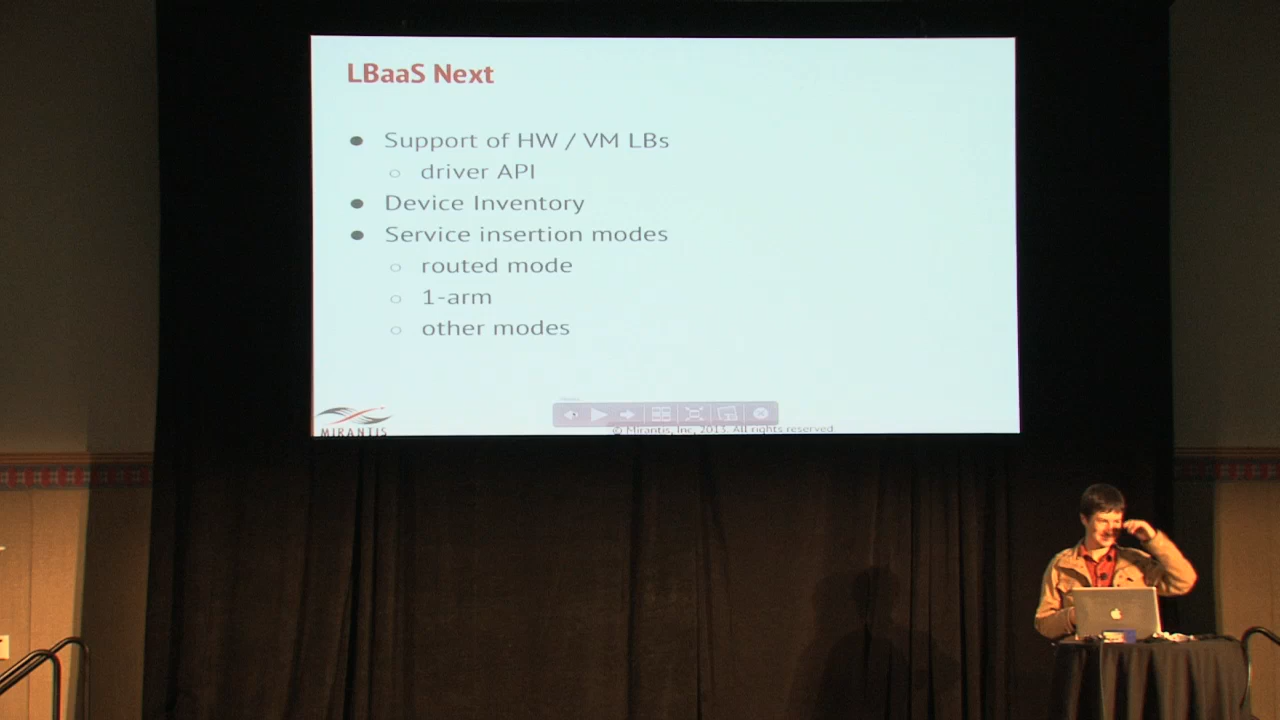 LBaaS Next
● Support of HW / VM LBs
○ driver API
● Device Inventory
● Service insertion modes
○ routed mode
○ 1-arm
○ other modes
MIRANTIS
© Mirantis, Inc, 2013. All rights reserved